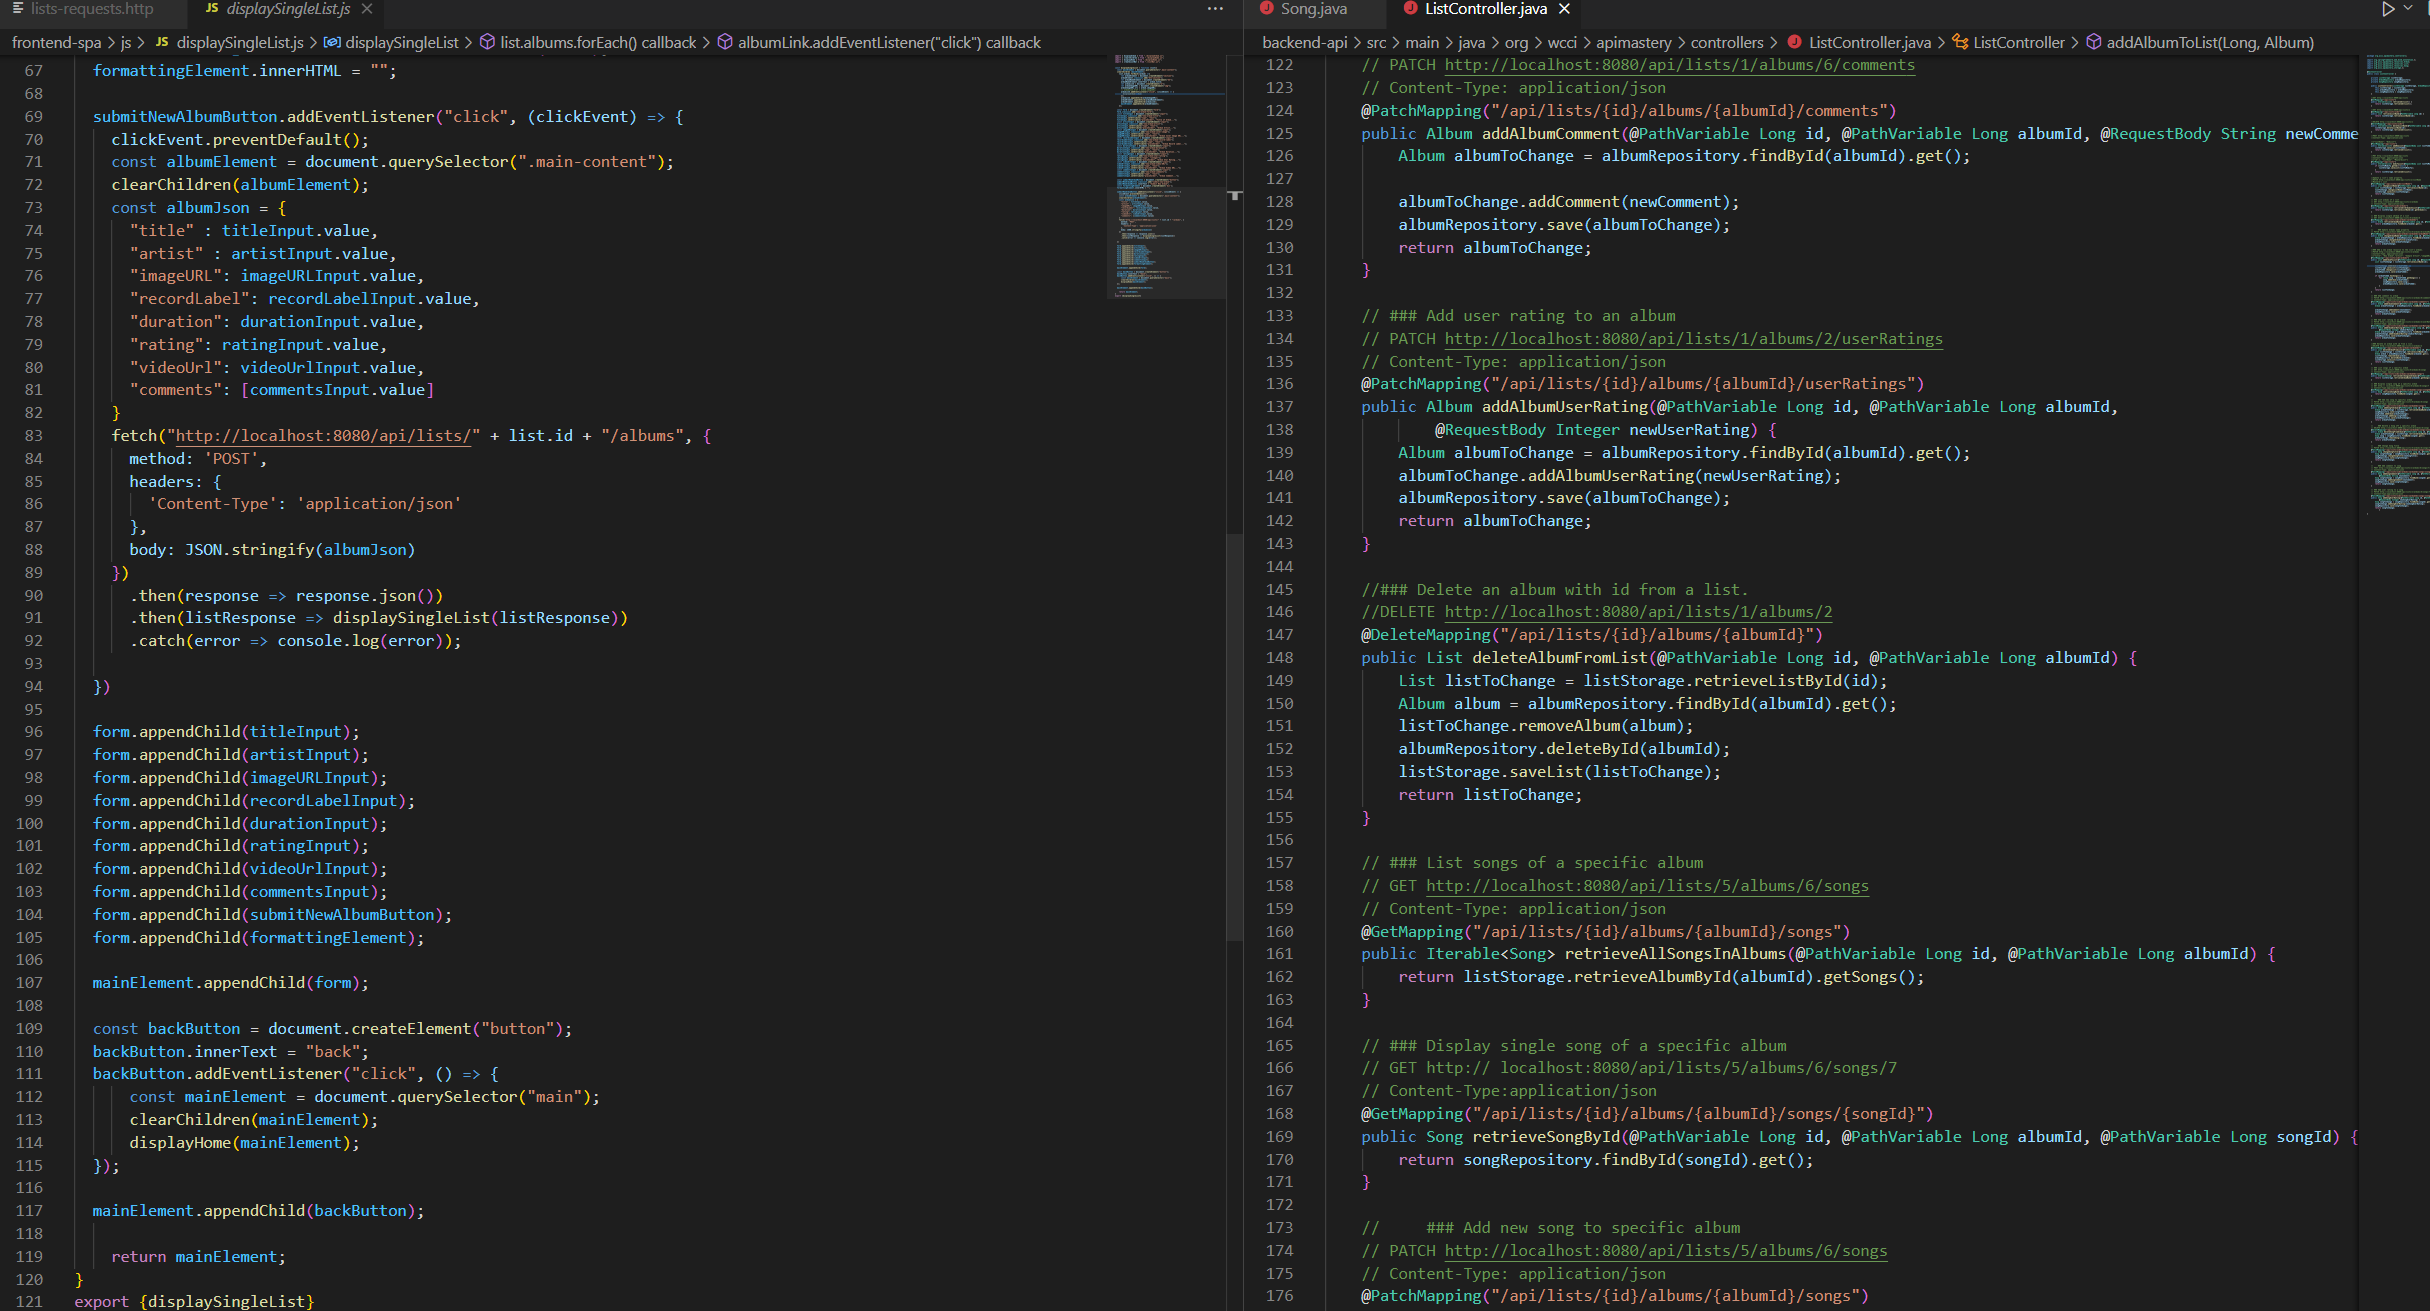 lists-requests.http
JS displaySingleList.js
frontend-spa > js > JS displaySingleList.js > displaySingleList > list.albums.forEach() callback > albumLink.addEventListener("click") callback
67 formattingElement.innerHTML = "";
68
69 submitNewAlbumButton.addEventListener("click", (clickEvent) => {
70 clickEvent.preventDefault();
71 const albumElement = document.querySelector(".main-content");
72 clearChildren(albumElement);
73 const albumJson = {
74 "title" : titleInput.value,
75 "artist" : artistInput.value,
76 "imageURL": imageURLInput.value,
77 "recordLabel": recordLabelInput.value,
78 "duration": durationInput.value,
79 "rating": ratingInput.value,
80 "videoUrl": videoUrlInput.value,
81 "comments": [commentsInput.value]
82 }
83 fetch("http://localhost:8080/api/lists/" + list.id + "/albums", {
84 method: 'POST',
85 headers: {
86 'Content-Type': 'application/json'
87 },
88 body: JSON.stringify(albumJson)
89 })
90 .then(response => response.json())
91 .then(listResponse => displaySingleList(listResponse))
92 .catch(error => console.log(error));
93
94 })
95
96 form.appendChild(titleInput);
97 form.appendChild(artistInput);
98 form.appendChild(imageURLInput);
99 form.appendChild(recordLabelInput);
100 form.appendChild(durationInput);
101 form.appendChild(ratingInput);
102 form.appendChild(videoUrlInput);
103 form.appendChild(commentsInput);
104 form.appendChild(submitNewAlbumButton);
105 form.appendChild(formattingElement);
106
107 mainElement.appendChild(form);
108
109 const backButton = document.createElement("button");
110 backButton.innerText = "back";
111 backButton.addEventListener("click", () => {
112 const mainElement = document.querySelector("main");
113 clearChildren(mainElement);
114 displayHome(mainElement);
115 });
116
117 mainElement.appendChild(backButton);
118
119 return mainElement;
120 }
121 export {displaySingleList}
Song.java
ListController.java
backend-api > src > main > java > org > wcci > apimastery > controllers > ListController.java > ListController > addAlbumToList(Long, Album)
122 // PATCH http://localhost:8080/api/lists/1/albums/6/comments
123 // Content-Type: application/json
124 @PatchMapping("/api/lists/{id}/albums/{albumId}/comments")
125 public Album addAlbumComment(@PathVariable Long id, @PathVariable Long albumId, @RequestBody String newComme
126 Album albumToChange = albumRepository.findById(albumId).get();
127
128 albumToChange.addComment(newComment);
129 albumRepository.save(albumToChange);
130 return albumToChange;
131 }
132
133 // ### Add user rating to an album
134 // PATCH http://localhost:8080/api/lists/1/albums/2/userRatings
135 // Content-Type: application/json
136 @PatchMapping("/api/lists/{id}/albums/{albumId}/userRatings")
137 public Album addAlbumUserRating(@PathVariable Long id, @PathVariable Long albumId,
138 @RequestBody Integer newUserRating) {
139 Album albumToChange = albumRepository.findById(albumId).get();
140 albumToChange.addAlbumUserRating(newUserRating);
141 albumRepository.save(albumToChange);
142 return albumToChange;
143 }
144
145 //### Delete an album with id from a list.
146 //DELETE http://localhost:8080/api/lists/1/albums/2
147 @DeleteMapping("/api/lists/{id}/albums/{albumId}")
148 public List deleteAlbumFromList(@PathVariable Long id, @PathVariable Long albumId) {
149 List listToChange = listStorage.retrieveListById(id);
150 Album album = albumRepository.findById(albumId).get();
151 listToChange.removeAlbum(album);
152 albumRepository.deleteById(albumId);
153 listStorage.saveList(listToChange);
154 return listToChange;
155 }
156
157 // ### List songs of a specific album
158 // GET http://localhost:8080/api/lists/5/albums/6/songs
159 // Content-Type: application/json
160 @GetMapping("/api/lists/{id}/albums/{albumId}/songs")
161 public Iterable<Song> retrieveAllSongsInAlbums(@PathVariable Long id, @PathVariable Long albumId) {
162 return listStorage.retrieveAlbumById(albumId).getSongs();
163 }
164
165 // ### Display single song of a specific album
166 // GET http:// localhost:8080/api/lists/5/albums/6/songs/7
167 // Content-Type:application/json
168 @GetMapping("/api/lists/{id}/albums/{albumId}/songs/{songId}")
169 public Song retrieveSongById(@PathVariable Long id, @PathVariable Long albumId, @PathVariable Long songId) {
170 return songRepository.findById(songId).get();
171 }
172
173 // ### Add new song to specific album
174 // PATCH http://localhost:8080/api/lists/5/albums/6/songs
175 // Content-Type: application/json
176 @PatchMapping("/api/lists/{id}/albums/{albumId}/songs")